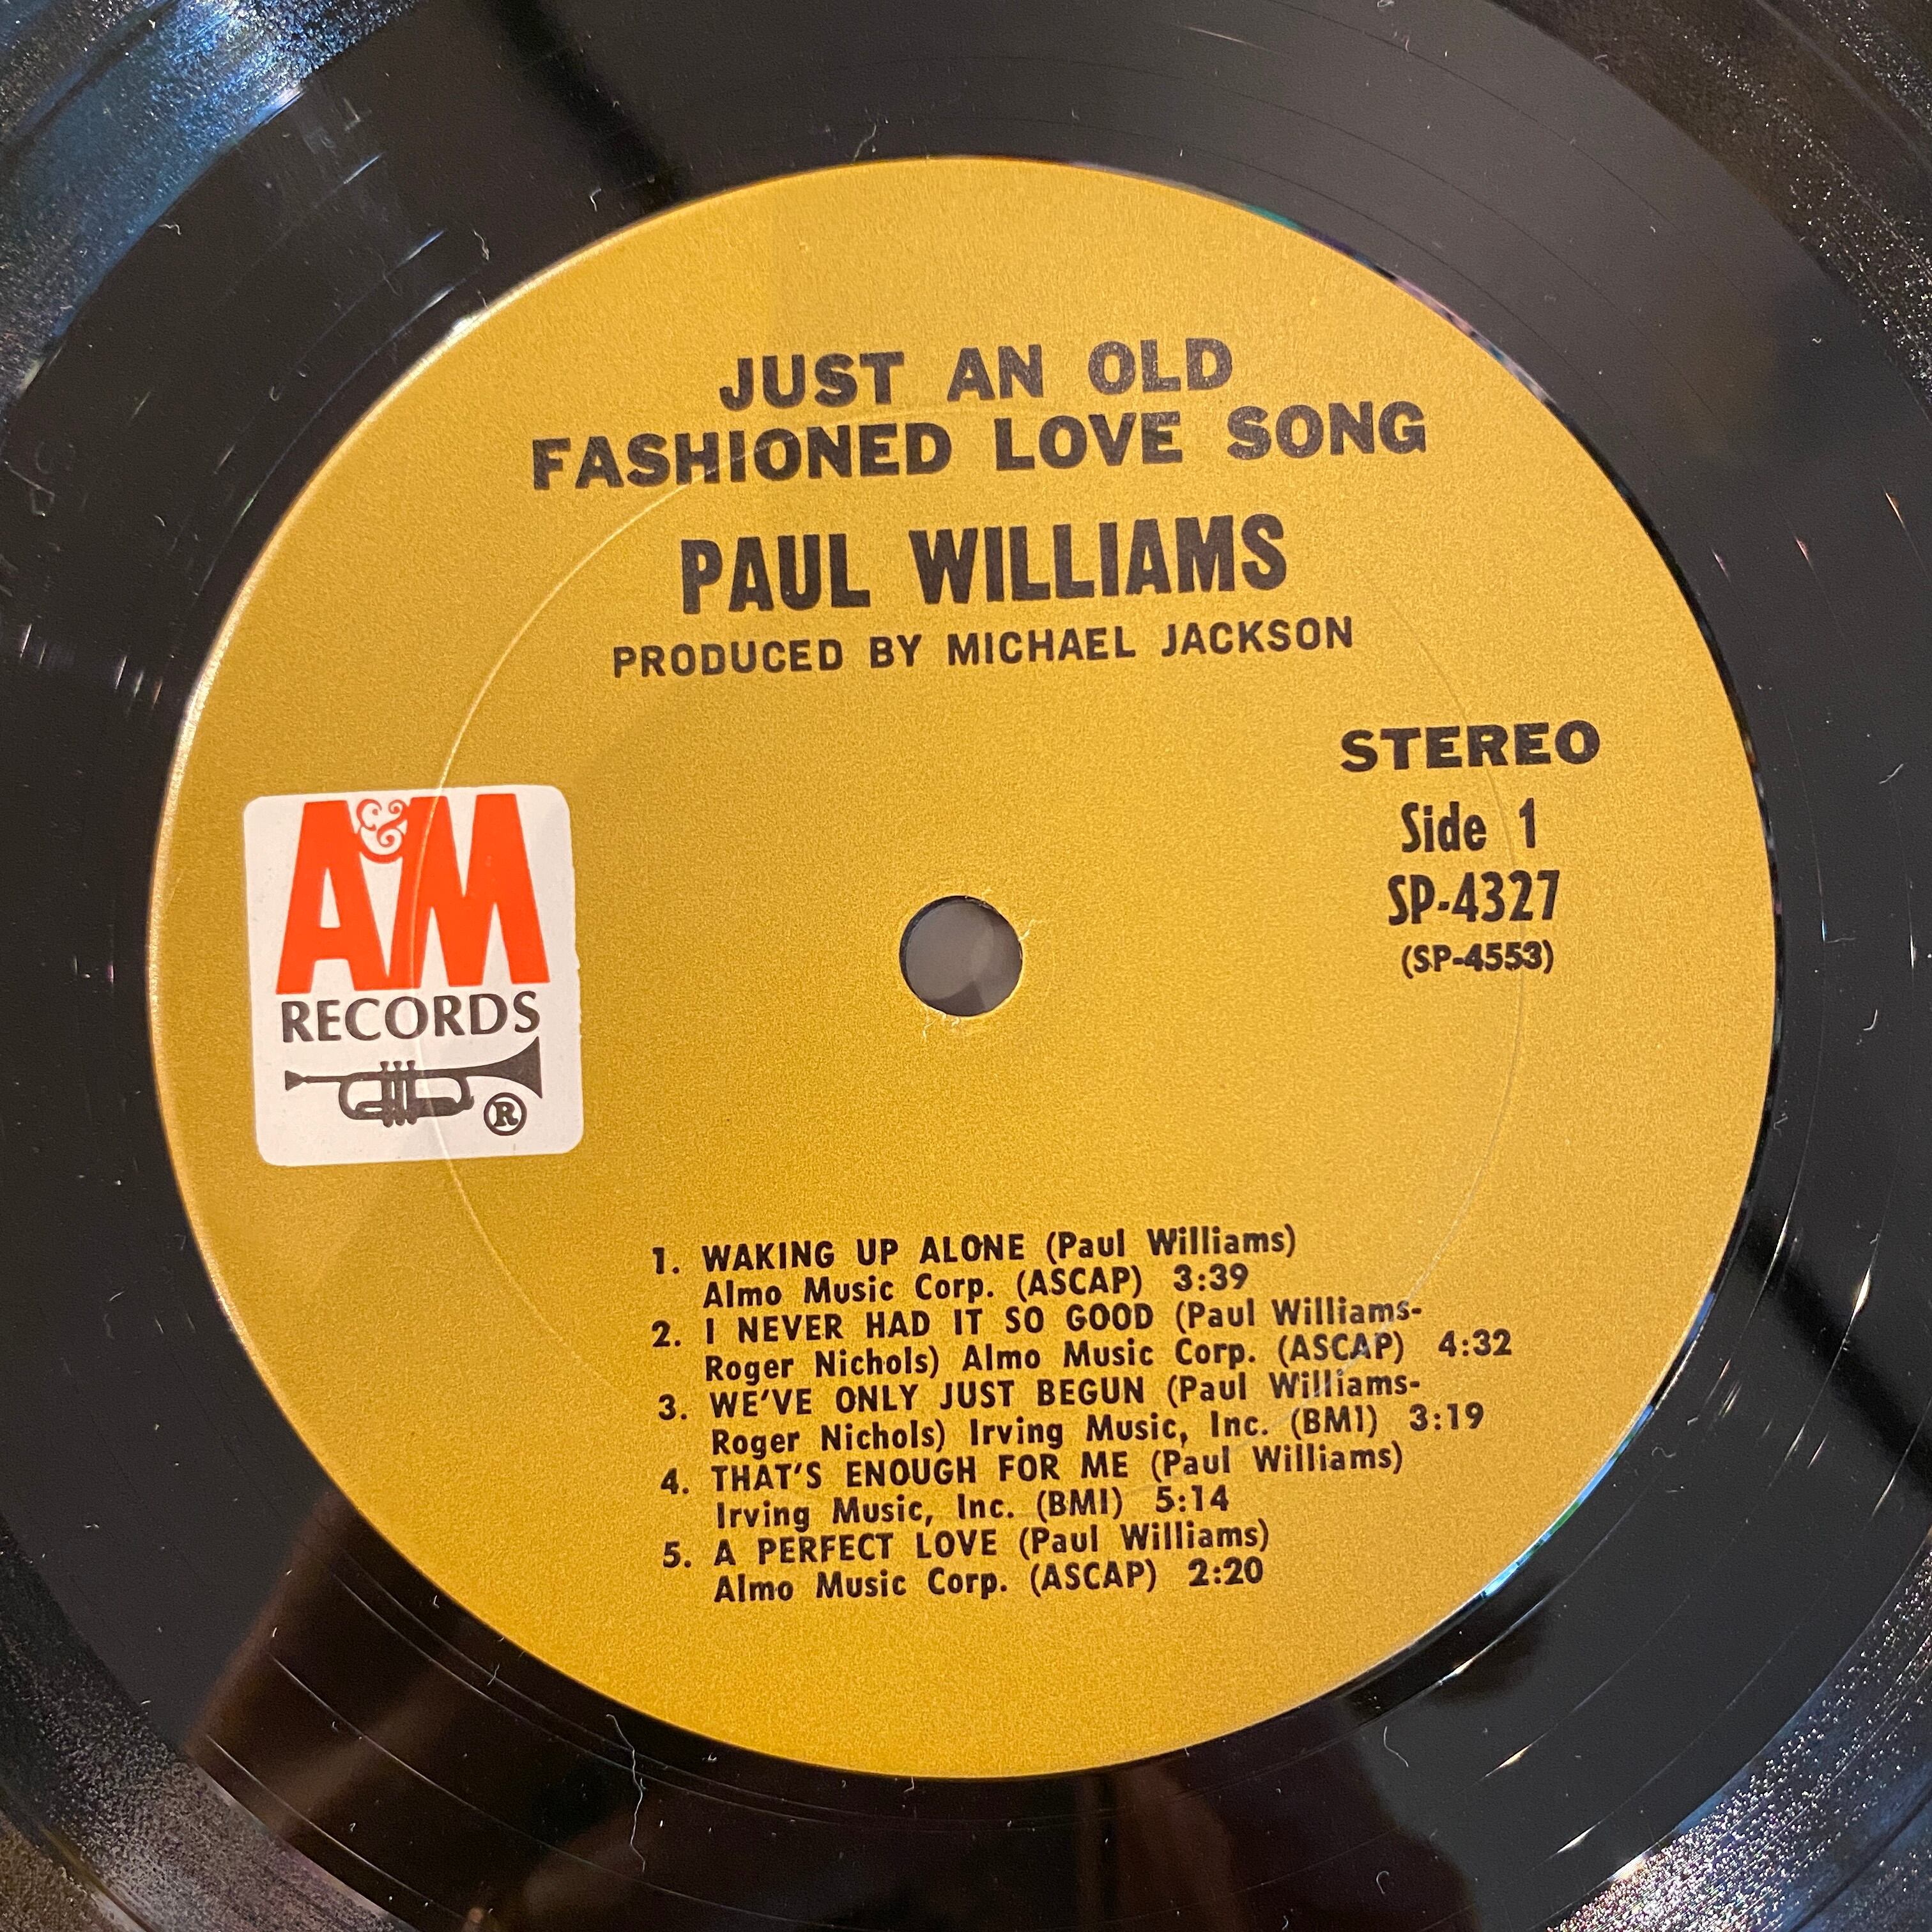 JUST AN OLD
FASHIONED LOVE SONG
PAUL WILLIAMS
PRODUCED BY MICHAEL JACKSON
STEREO
Side 1
SP-4327
(SP-4553)
A&M
RECORDS
®
1. WAKING UP ALONE (Paul Williams)
Almo Music Corp. (ASCAP) 3:39
2. I NEVER HAD IT SO GOOD (Paul Williams-
Roger Nichols) Almo Music Corp. (ASCAP) 4:32
3. WE'VE ONLY JUST BEGUN (Paul Williams-
Roger Nichols) Irving Music, Inc. (BMI) 3:19
4. THAT'S ENOUGH FOR ME (Paul Williams)
Irving Music, Inc. (BMI) 5:14
5. A PERFECT LOVE (Paul Williams)
Almo Music Corp. (ASCAP) 2:20